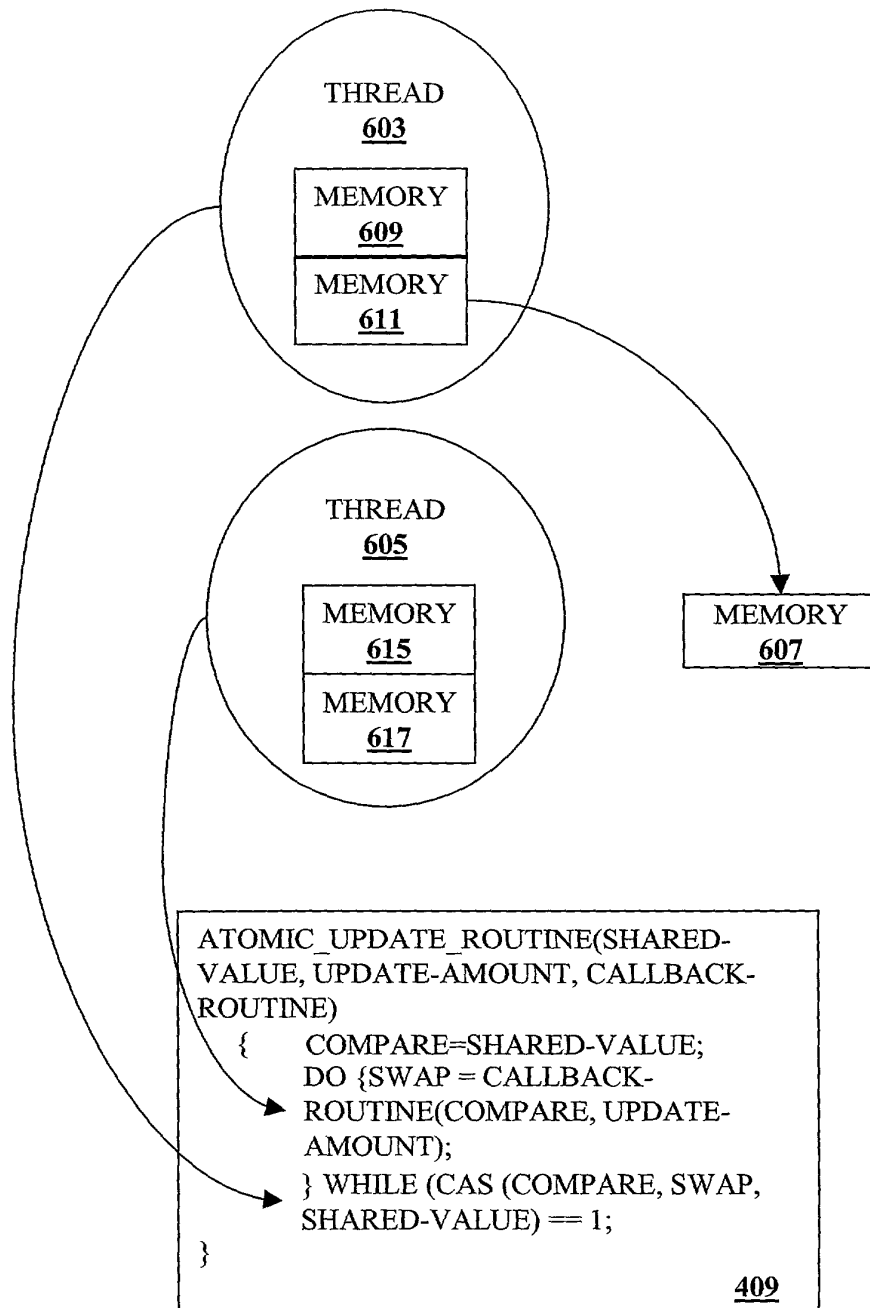 THREAD
603
MEMORY
609
MEMORY
611
THREAD
605
MEMORY
615
MEMORY
617
MEMORY
607
ATOMIC_UPDATE_ROUTINE(SHARED-
VALUE, UPDATE-AMOUNT, CALLBACK-
ROUTINE)
{ COMPARE=SHARED-VALUE;
DO {SWAP = CALLBACK-
ROUTINE(COMPARE, UPDATE-
AMOUNT);
} WHILE (CAS (COMPARE, SWAP,
SHARED-VALUE) == 1;
}
409